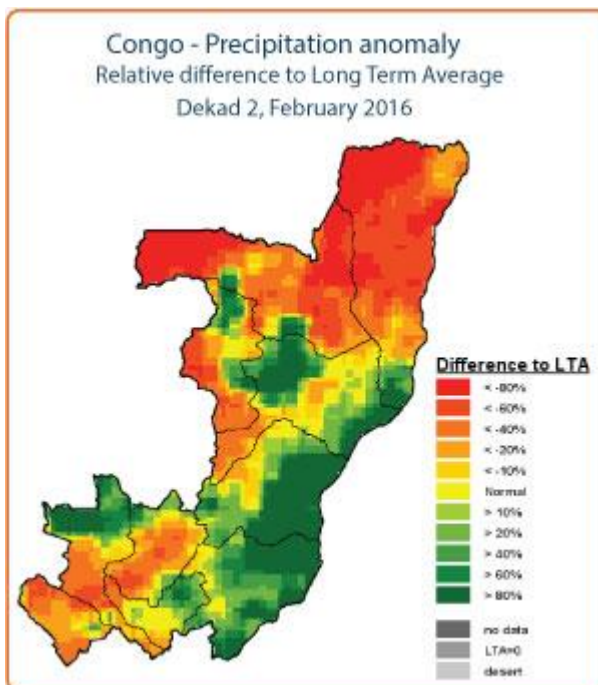 Congo - Precipitation anomaly
Relative difference to Long Term Average
Dekad 2, February 2016
Difference to LTA
< -80%
< -60%
< -40%
< -20%
< -10%
Normal
> 10%
> 20%
> 40%
> 60%
> 80%
no data
LTA=0
desert